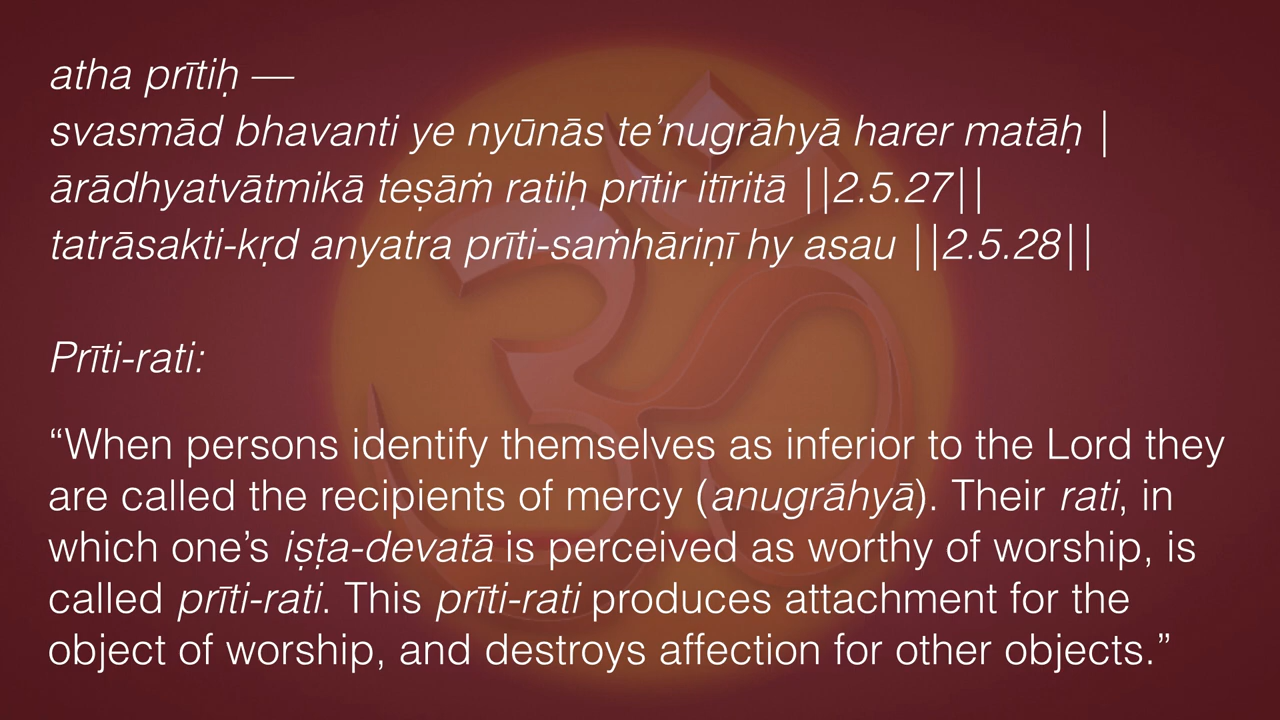 atha prītiḥ —
svasmād bhavanti ye nyūnās te’nugrāhyā harer matāḥ |
ārādhyatvātmikā teṣāṁ ratiḥ prītir itīritā ||2.5.27||
tatrāsakti-kṛd anyatra prīti-saṁhāriṇī hy asau ||2.5.28||
Prīti-rati:
“When persons identify themselves as inferior to the Lord they
are called the recipients of mercy (anugrāhyā). Their rati, in
which one’s iṣṭa-devatā is perceived as worthy of worship, is
called prīti-rati. This prīti-rati produces attachment for the
object of worship, and destroys affection for other objects.”